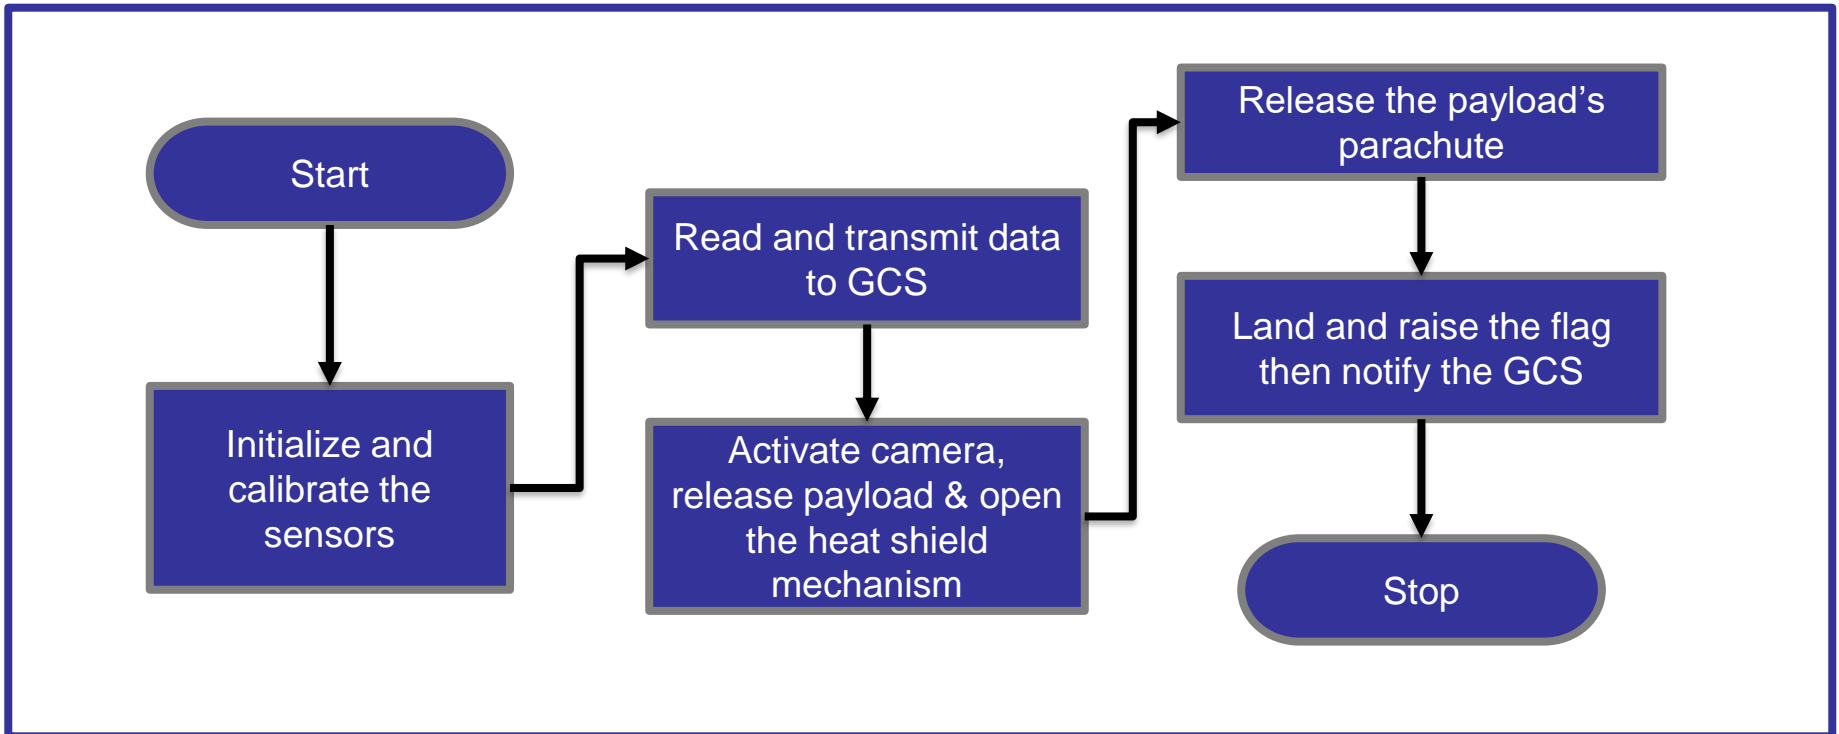 Start
Initialize and
calibrate the
sensors
Read and transmit data
to GCS
Activate camera,
release payload & open
the heat shield
mechanism
Release the payload’s
parachute
Land and raise the flag
then notify the GCS
Stop